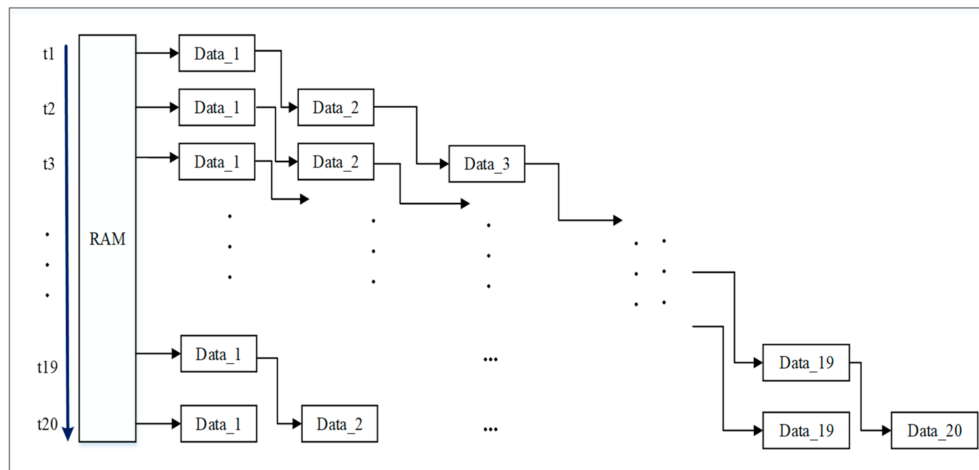 t1 Data_1
t2 Data_1 Data_2
t3 Data_1 Data_2 Data_3
RAM
t19 Data_1 ... Data_19
t20 Data_1 Data_2 ... Data_19 Data_20